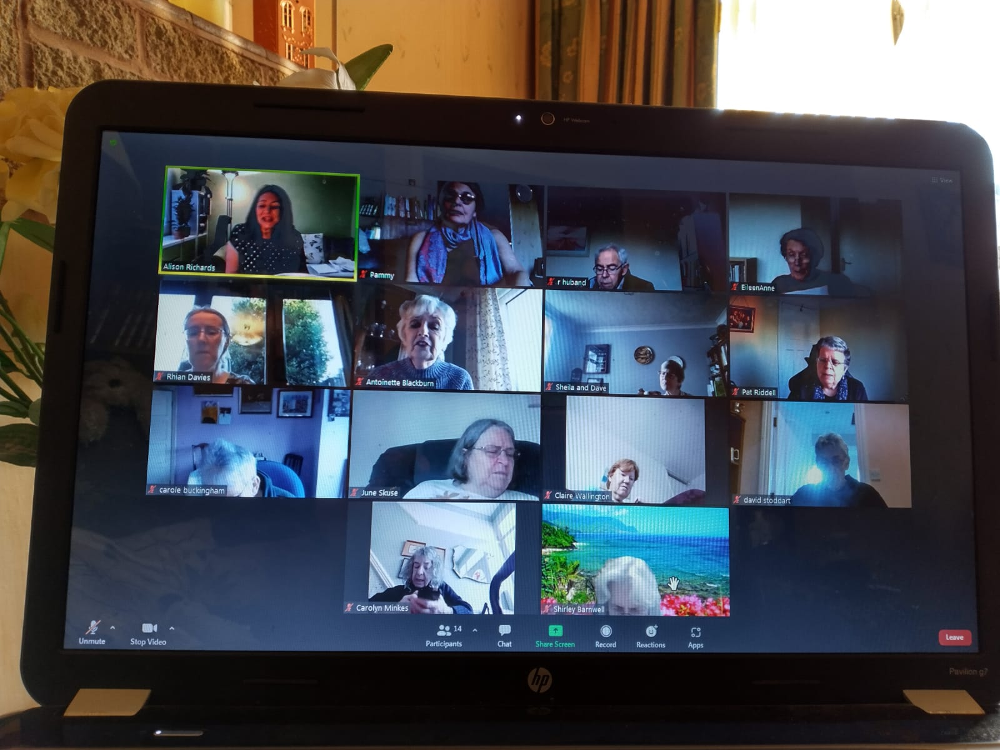 HP Webcam
View
Alison Richards
Pammy
r huband
EileenAnne
Rhian Davies
Antoinette Blackburn
Sheila and Dave
Pat Riddell
carole buckingham
June Skuse
Claire Wallington
david stoddart
Carolyn Minkes
Shirley Barnwell
Unmute
Stop Video
14
Participants
Chat
Share Screen
Record
Reactions
Apps
Leave
hp
Pavilion g7